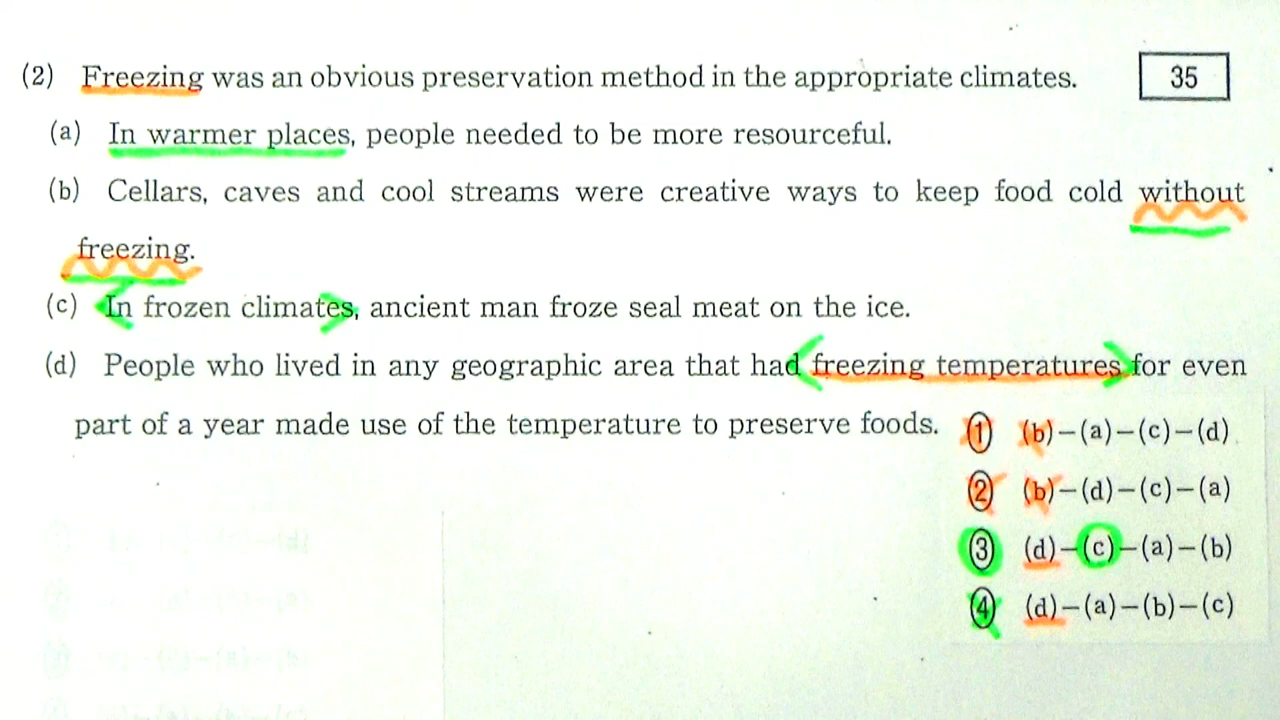 (2) Freezing was an obvious preservation method in the appropriate climates. 35
(a) In warmer places, people needed to be more resourceful.
(b) Cellars, caves and cool streams were creative ways to keep food cold without
freezing.
(c) In frozen climates, ancient man froze seal meat on the ice.
(d) People who lived in any geographic area that had freezing temperatures for even
part of a year made use of the temperature to preserve foods.
① (b)-(a)-(c)-(d)
② (b)-(d)-(c)-(a)
③ (d)-(c)-(a)-(b)
④ (d)-(a)-(b)-(c)